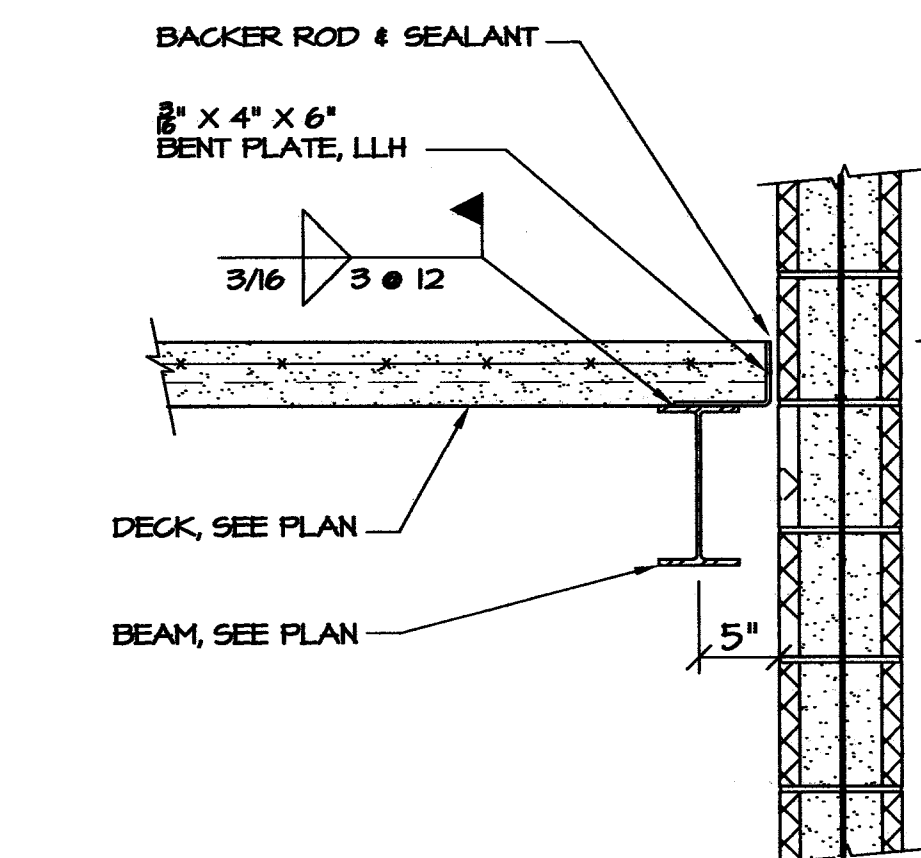 BACKER ROD & SEALANT
3/16" X 4" X 6"
BENT PLATE, LLH
3/16 3 @ 12
DECK, SEE PLAN
BEAM, SEE PLAN
5"